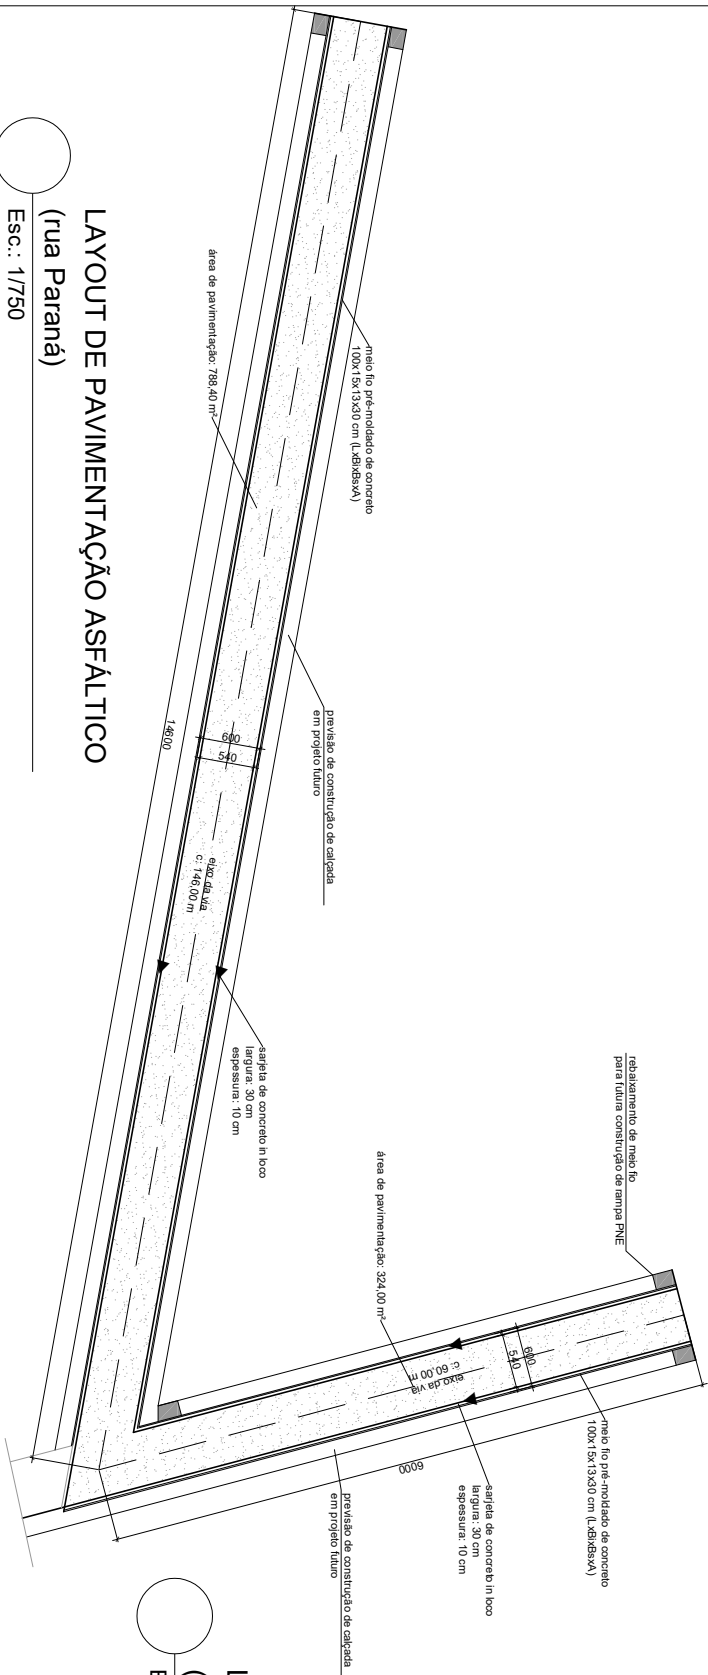 LAYOUT DE PAVIMENTAÇÃO ASFÁLTICO
(rua Paraná)
Esc.: 1/750
área de pavimentação: 788,40 m²
meio fio pré-moldado de concreto
100x15x13x30 cm (LxBixBsxA)
previsão de construção de calçada
em projeto futuro
14600
600
540
eixo da via
c: 146,00 m
sarjeta de concreto in loco
largura: 30 cm
espessura: 10 cm
rebaixamento de meio fio
para futura construção de rampa PNE
área de pavimentação: 324,00 m²
600
540
eixo da via
c: 60,00 m
6000
meio fio pré-moldado de concreto
100x15x13x30 cm (LxBixBsxA)
sarjeta de concreto in loco
largura: 30 cm
espessura: 10 cm
previsão de construção de calçada
em projeto futuro